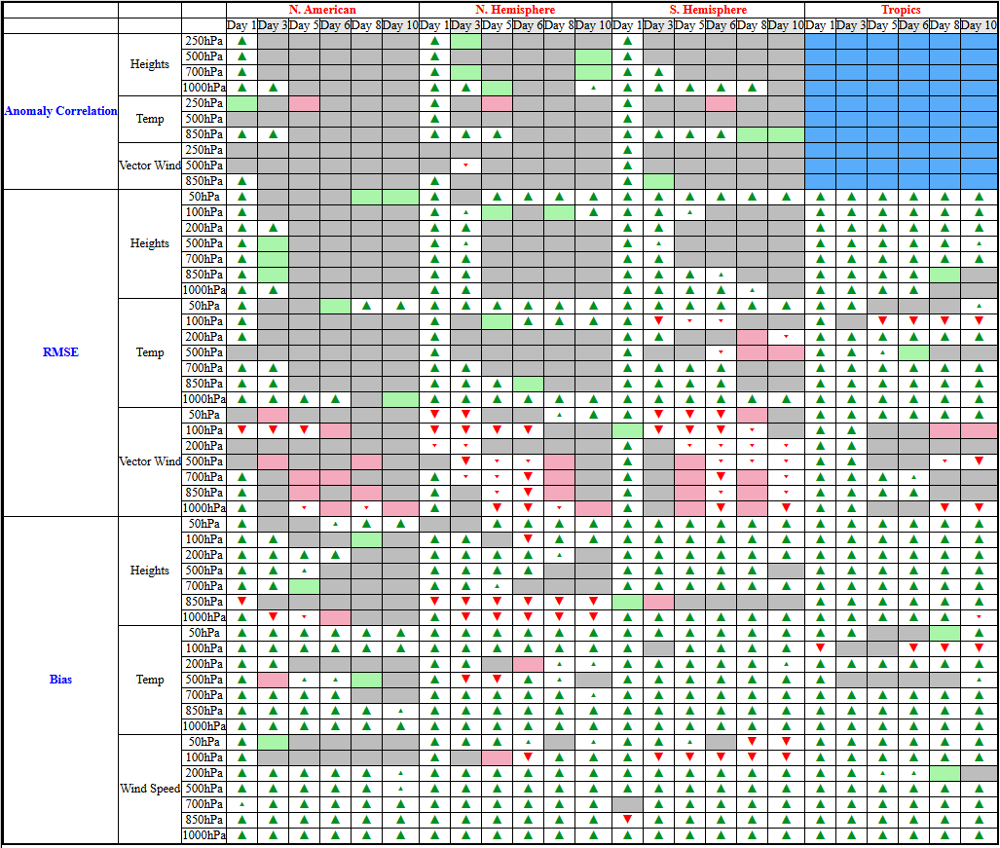 N. American N. Hemisphere S. Hemisphere Tropics
Day 1 Day 3 Day 5 Day 6 Day 8 Day 10 Day 1 Day 3 Day 5 Day 6 Day 8 Day 10 Day 1 Day 3 Day 5 Day 6 Day 8 Day 10 Day 1 Day 3 Day 5 Day 6 Day 8 Day 10
Anomaly Correlation
Heights
250hPa
500hPa
700hPa
1000hPa
Temp
250hPa
500hPa
850hPa
Vector Wind
250hPa
500hPa
850hPa
RMSE
Heights
50hPa
100hPa
200hPa
500hPa
700hPa
850hPa
1000hPa
Temp
50hPa
100hPa
200hPa
500hPa
700hPa
850hPa
1000hPa
Vector Wind
50hPa
100hPa
200hPa
500hPa
700hPa
850hPa
1000hPa
Bias
Heights
50hPa
100hPa
200hPa
500hPa
700hPa
850hPa
1000hPa
Temp
50hPa
100hPa
200hPa
500hPa
700hPa
850hPa
1000hPa
Wind Speed
50hPa
100hPa
200hPa
500hPa
700hPa
850hPa
1000hPa